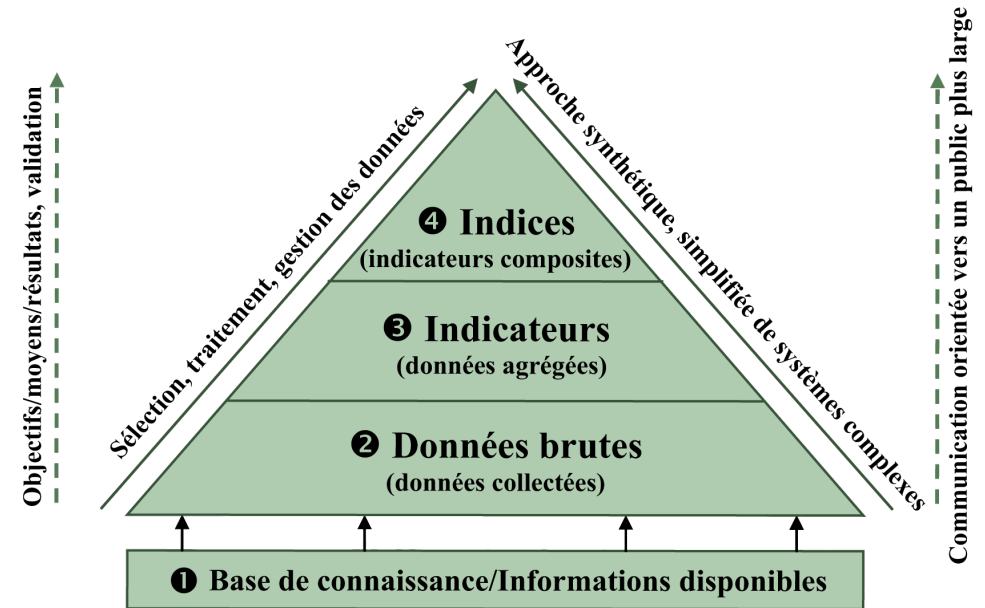 Objectifs/moyens/résultats, validation
Sélection, traitement, gestion des données
Approche synthétique, simplifiée de systèmes complexes
Communication orientée vers un public plus large
❹ Indices
(indicateurs composites)
❸ Indicateurs
(données agrégées)
❷ Données brutes
(données collectées)
❶ Base de connaissance/Informations disponibles